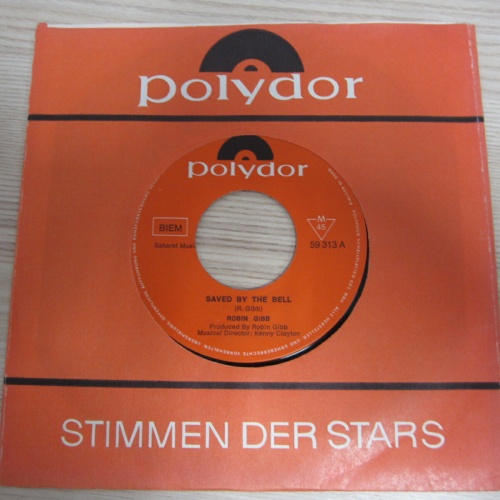 polydor
polydor
BIEM
M
45
59 313 A
SAVED BY THE BELL
(R. Gibb)
ROBIN GIBB
Produced By Robin Gibb
Musical Director: Kenny Clayton
STIMMEN DER STARS